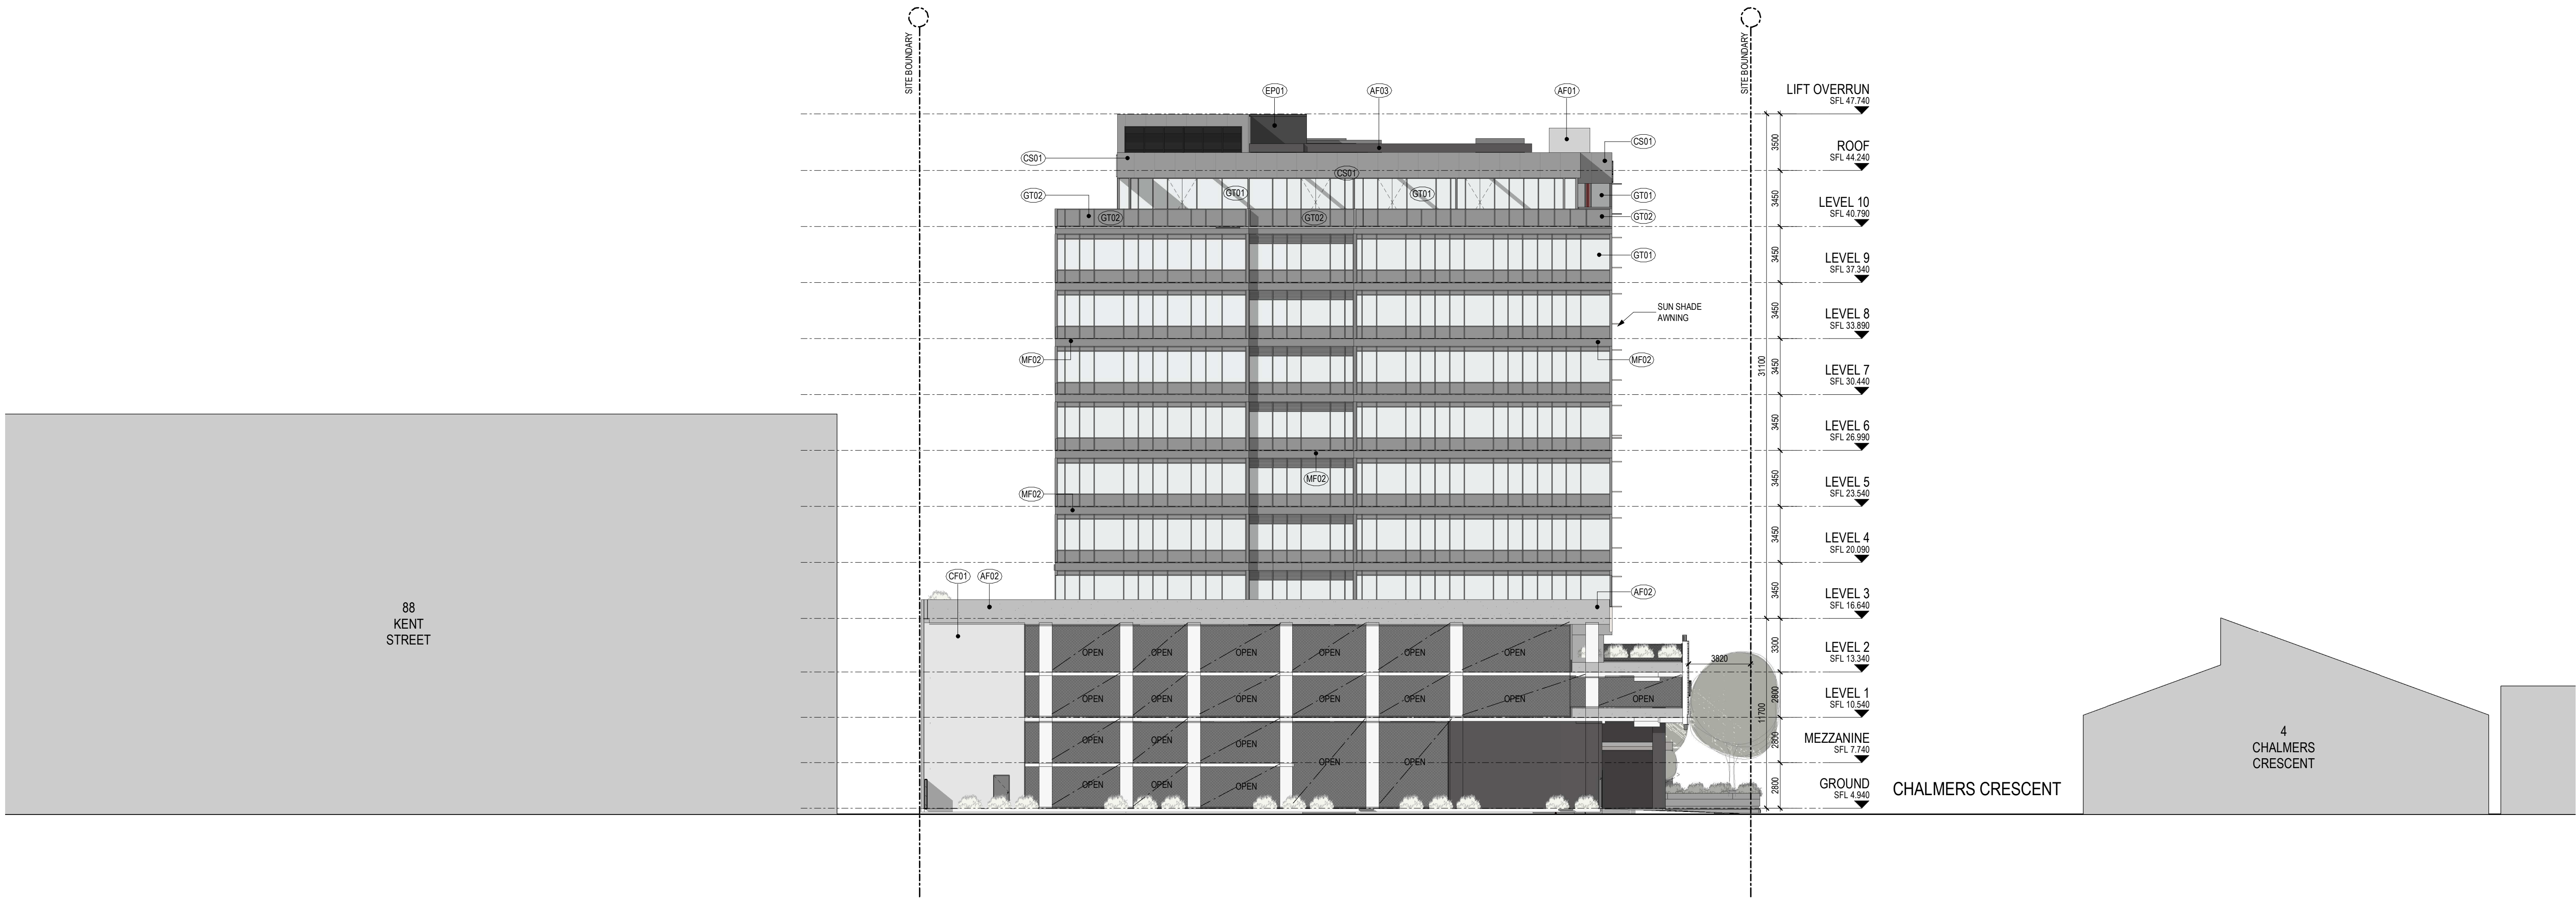 SITE BOUNDARY
SITE BOUNDARY
EP01
AF03
AF01
LIFT OVERRUN
SFL 47.740
CS01
CS01
3500
ROOF
SFL 44.240
CS01
GT02
GT01
GT01
GT01
3450
GT02
GT02
GT02
LEVEL 10
SFL 40.790
GT01
3450
LEVEL 9
SFL 37.340
SUN SHADE
AWNING
3450
LEVEL 8
SFL 33.890
MF02
MF02
31100
3450
LEVEL 7
SFL 30.440
3450
LEVEL 6
SFL 26.990
MF02
MF02
3450
LEVEL 5
SFL 23.540
3450
LEVEL 4
SFL 20.090
CF01
AF02
AF02
3450
LEVEL 3
SFL 16.640
88
KENT
STREET
OPEN
OPEN
OPEN
OPEN
OPEN
OPEN
3820
3300
LEVEL 2
SFL 13.340
OPEN
OPEN
OPEN
OPEN
OPEN
OPEN
OPEN
11700
2800
LEVEL 1
SFL 10.540
OPEN
OPEN
OPEN
OPEN
OPEN
2800
MEZZANINE
SFL 7.740
4
CHALMERS
CRESCENT
OPEN
OPEN
OPEN
2800
GROUND
SFL 4.940
CHALMERS CRESCENT